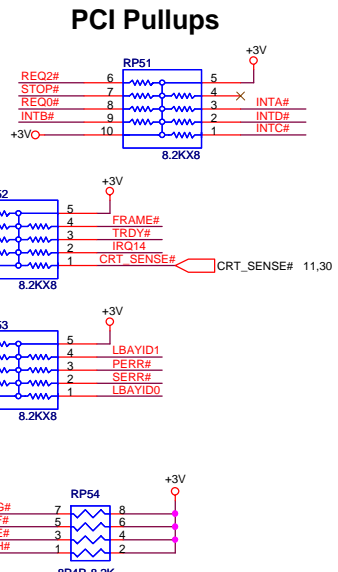 PCI Pullups
+3V
RP51
REQ2# 6 5
STOP# 7 4
REQ0# 8 3 INTA#
INTB# 9 2 INTD#
+3V 10 1 INTC#
8.2KX8
+3V
5
4 FRAME#
3 TRDY#
2 IRQ14
1 CRT_SENSE# CRT_SENSE# 11,30
8.2KX8
+3V
5
4 LBAYID1
3 PERR#
2 SERR#
1 LBAYID0
8.2KX8
+3V
RP54
7 8
5 6
3 4
1 2